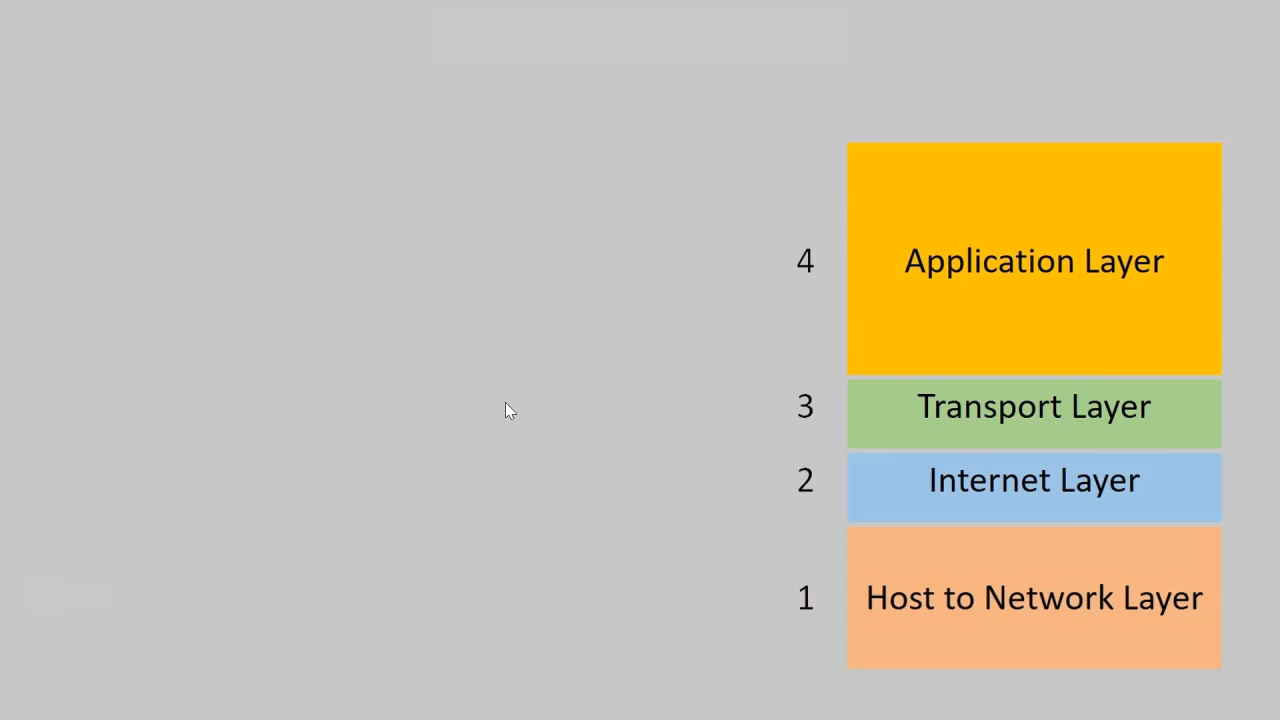 4 Application Layer
3 Transport Layer
2 Internet Layer
1 Host to Network Layer